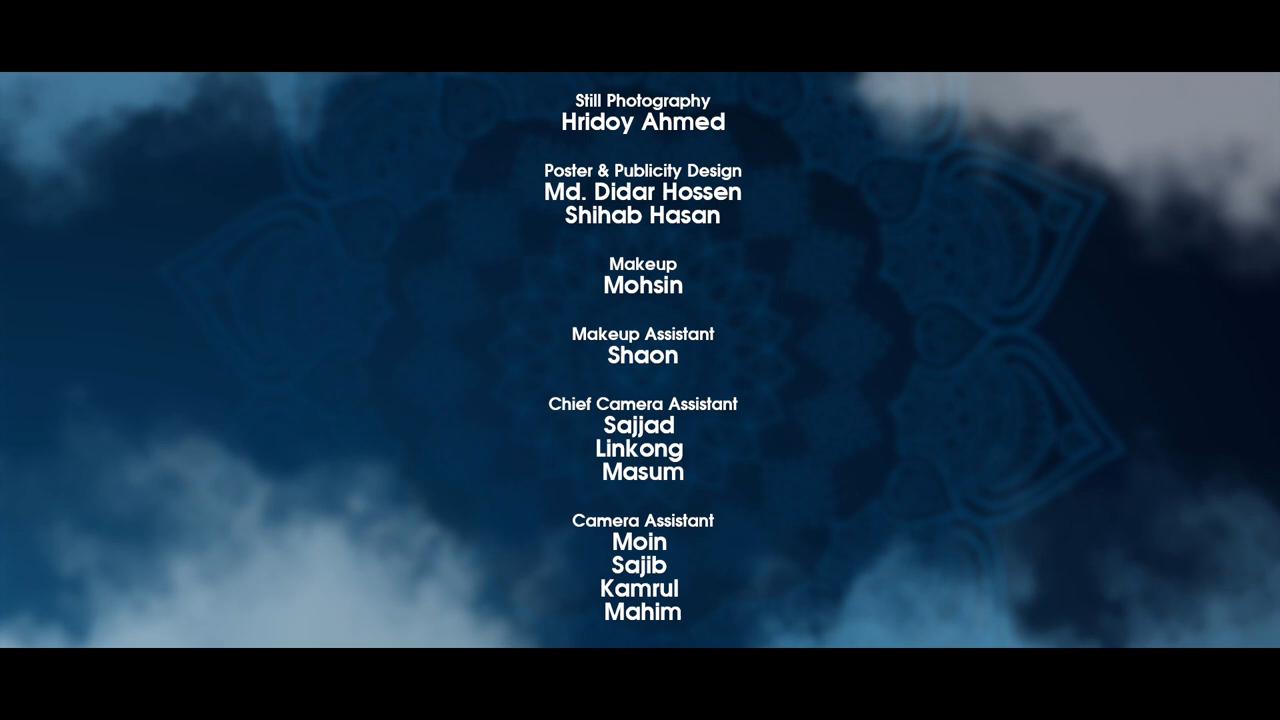 Still Photography
Hridoy Ahmed
Poster & Publicity Design
Md. Didar Hossen
Shihab Hasan
Makeup
Mohsin
Makeup Assistant
Shaon
Chief Camera Assistant
Sajjad
Linkong
Masum
Camera Assistant
Moin
Sajib
Kamrul
Mahim